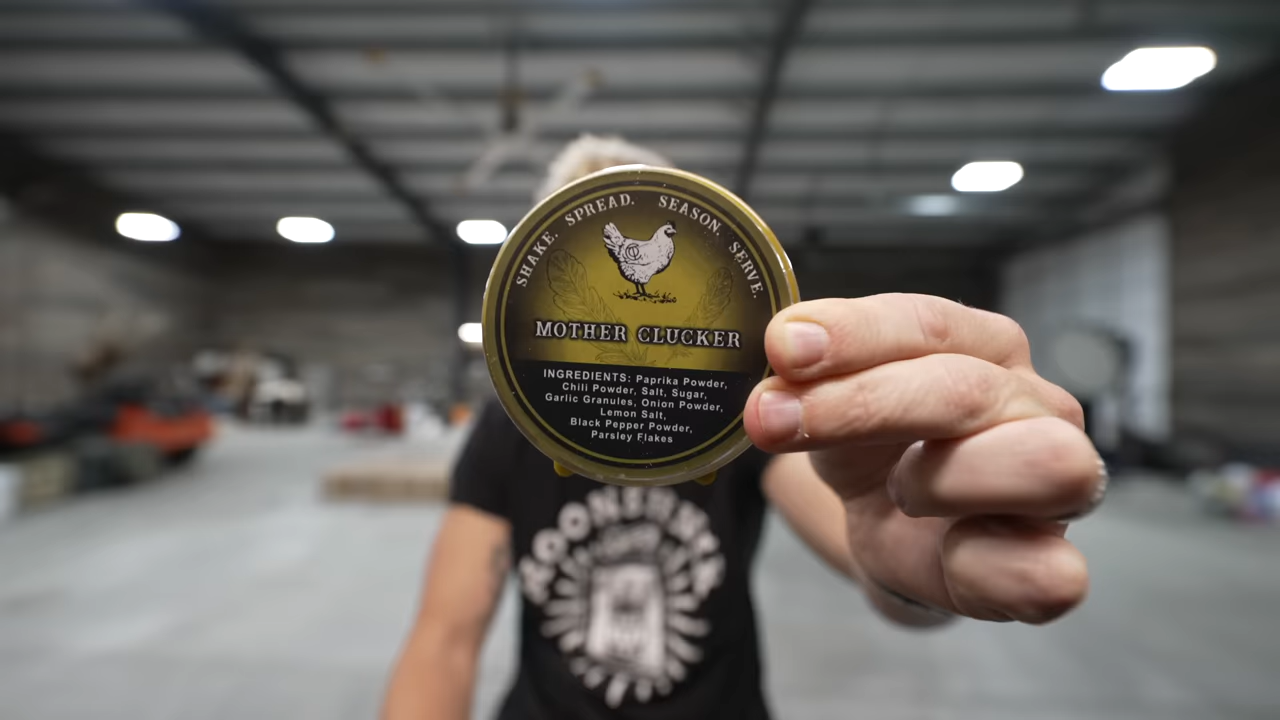 SHAKE. SPREAD. SEASON. SERVE.
MOTHER CLUCKER
INGREDIENTS: Paprika Powder,
Chili Powder, Salt, Sugar,
Garlic Granules, Onion Powder,
Lemon Salt,
Black Pepper Powder,
Parsley Flakes